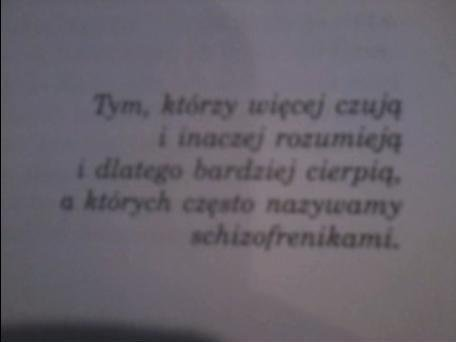 Tym, którzy więcej czują
i inaczej rozumieją
i dlatego bardziej cierpią,
a których często nazywamy
schizofrenikami.